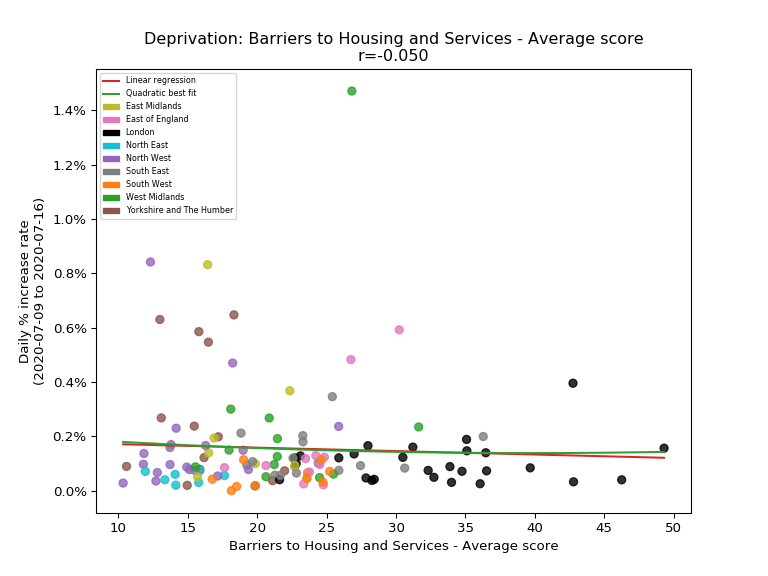 Deprivation: Barriers to Housing and Services - Average score
r=-0.050
Linear regression
Quadratic best fit
East Midlands
East of England
London
North East
North West
South East
South West
West Midlands
Yorkshire and The Humber
1.4%
1.2%
1.0%
0.8%
0.6%
0.4%
0.2%
0.0%
Daily % increase rate
(2020-07-09 to 2020-07-16)
10 15 20 25 30 35 40 45 50
Barriers to Housing and Services - Average score